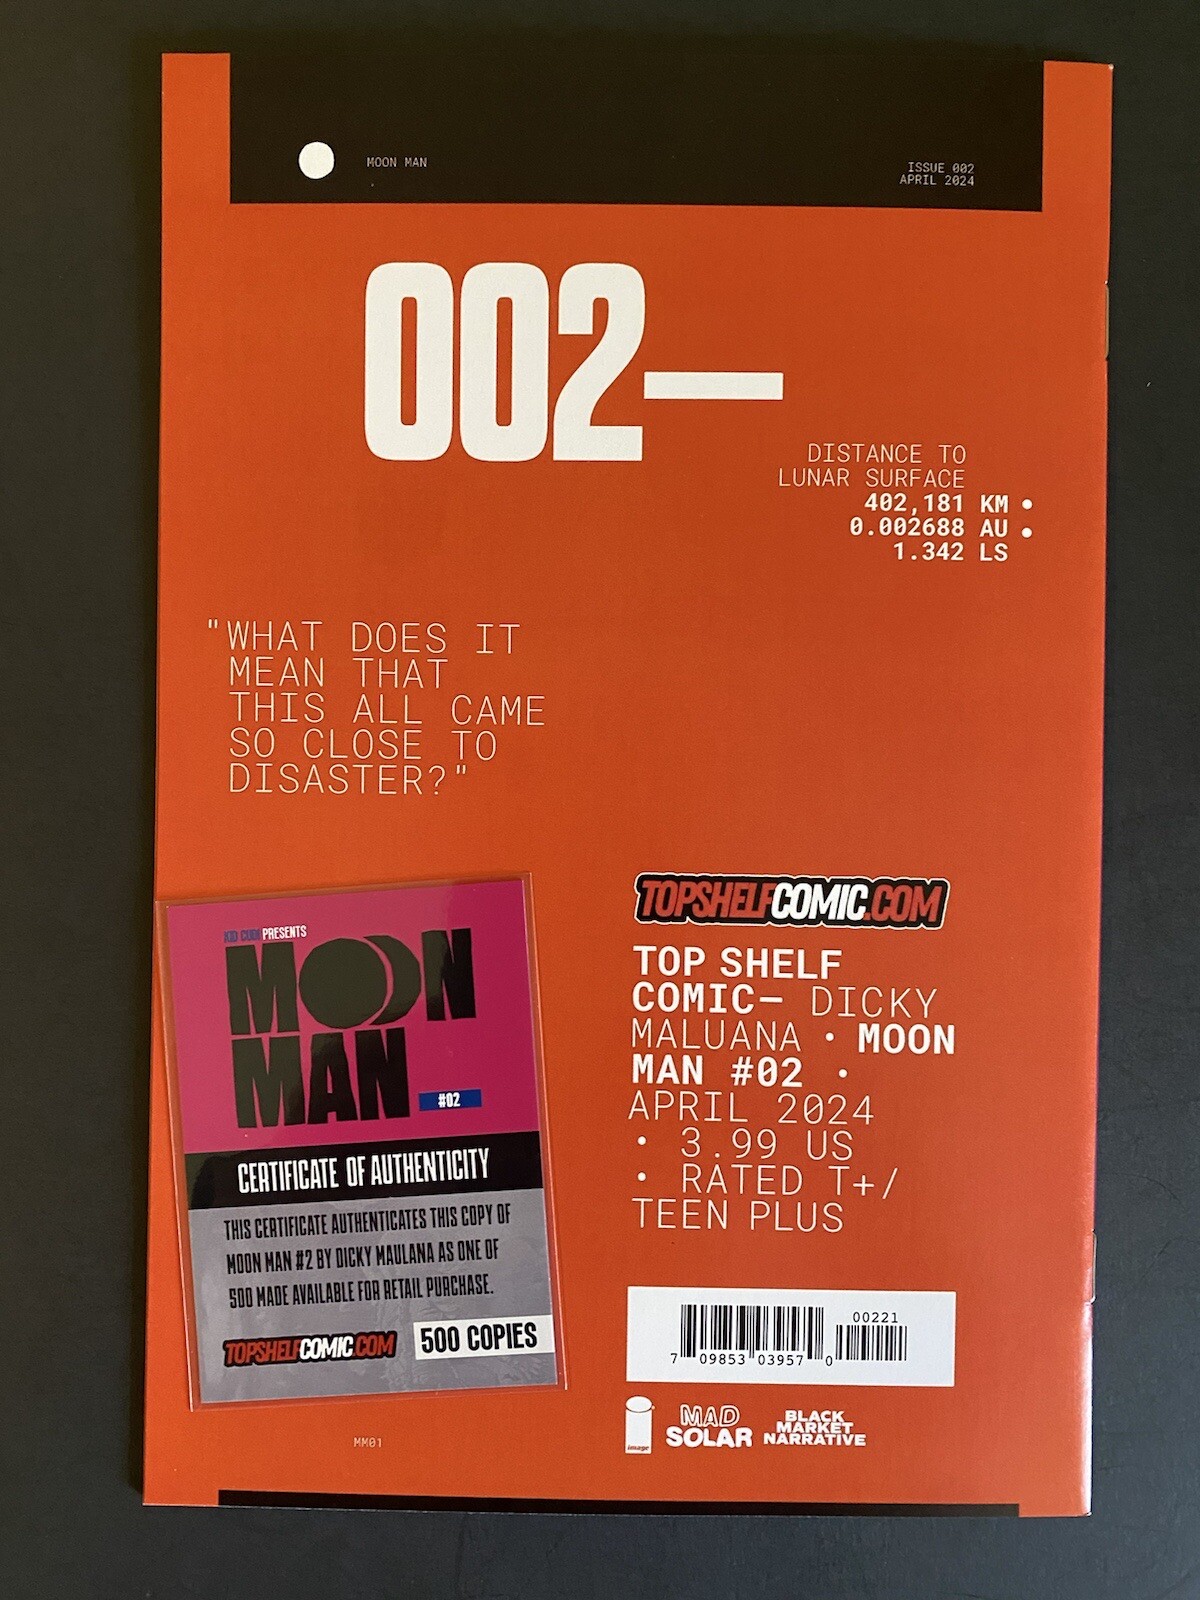 MOON MAN
ISSUE 002
APRIL 2024
002—
DISTANCE TO
LUNAR SURFACE
402,181 KM •
0.002688 AU •
1.342 LS
"WHAT DOES IT
MEAN THAT
THIS ALL CAME
SO CLOSE TO
DISASTER?"
KID CUDI PRESENTS
MOON
MAN
#02
CERTIFICATE OF AUTHENTICITY
THIS CERTIFICATE AUTHENTICATES THIS COPY OF
MOON MAN #2 BY DICKY MAULANA AS ONE OF
500 MADE AVAILABLE FOR RETAIL PURCHASE.
TOPSHELFCOMIC.COM
500 COPIES
MM01
TOPSHELFCOMIC.COM
TOP SHELF
COMIC— DICKY
MALUANA • MOON
MAN #02 •
APRIL 2024
• 3.99 US
• RATED T+/
TEEN PLUS
00221
7 09853 03957 0
image
MAD
SOLAR
BLACK
MARKET
NARRATIVE